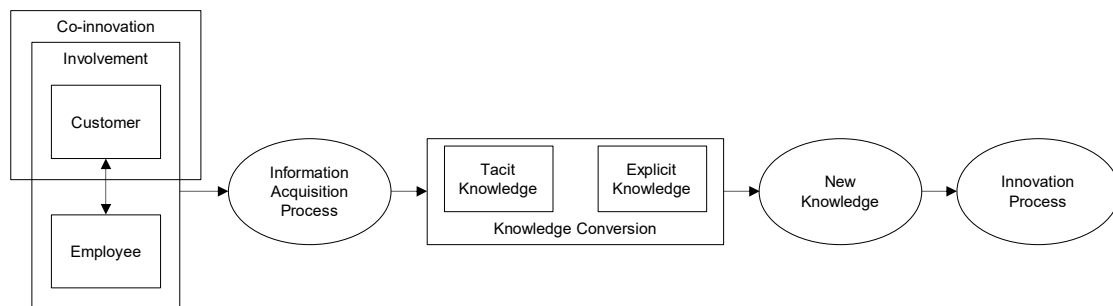 Co-innovation
Involvement
Customer
Employee
Information
Acquisition
Process
Tacit
Knowledge
Explicit
Knowledge
Knowledge Conversion
New
Knowledge
Innovation
Process